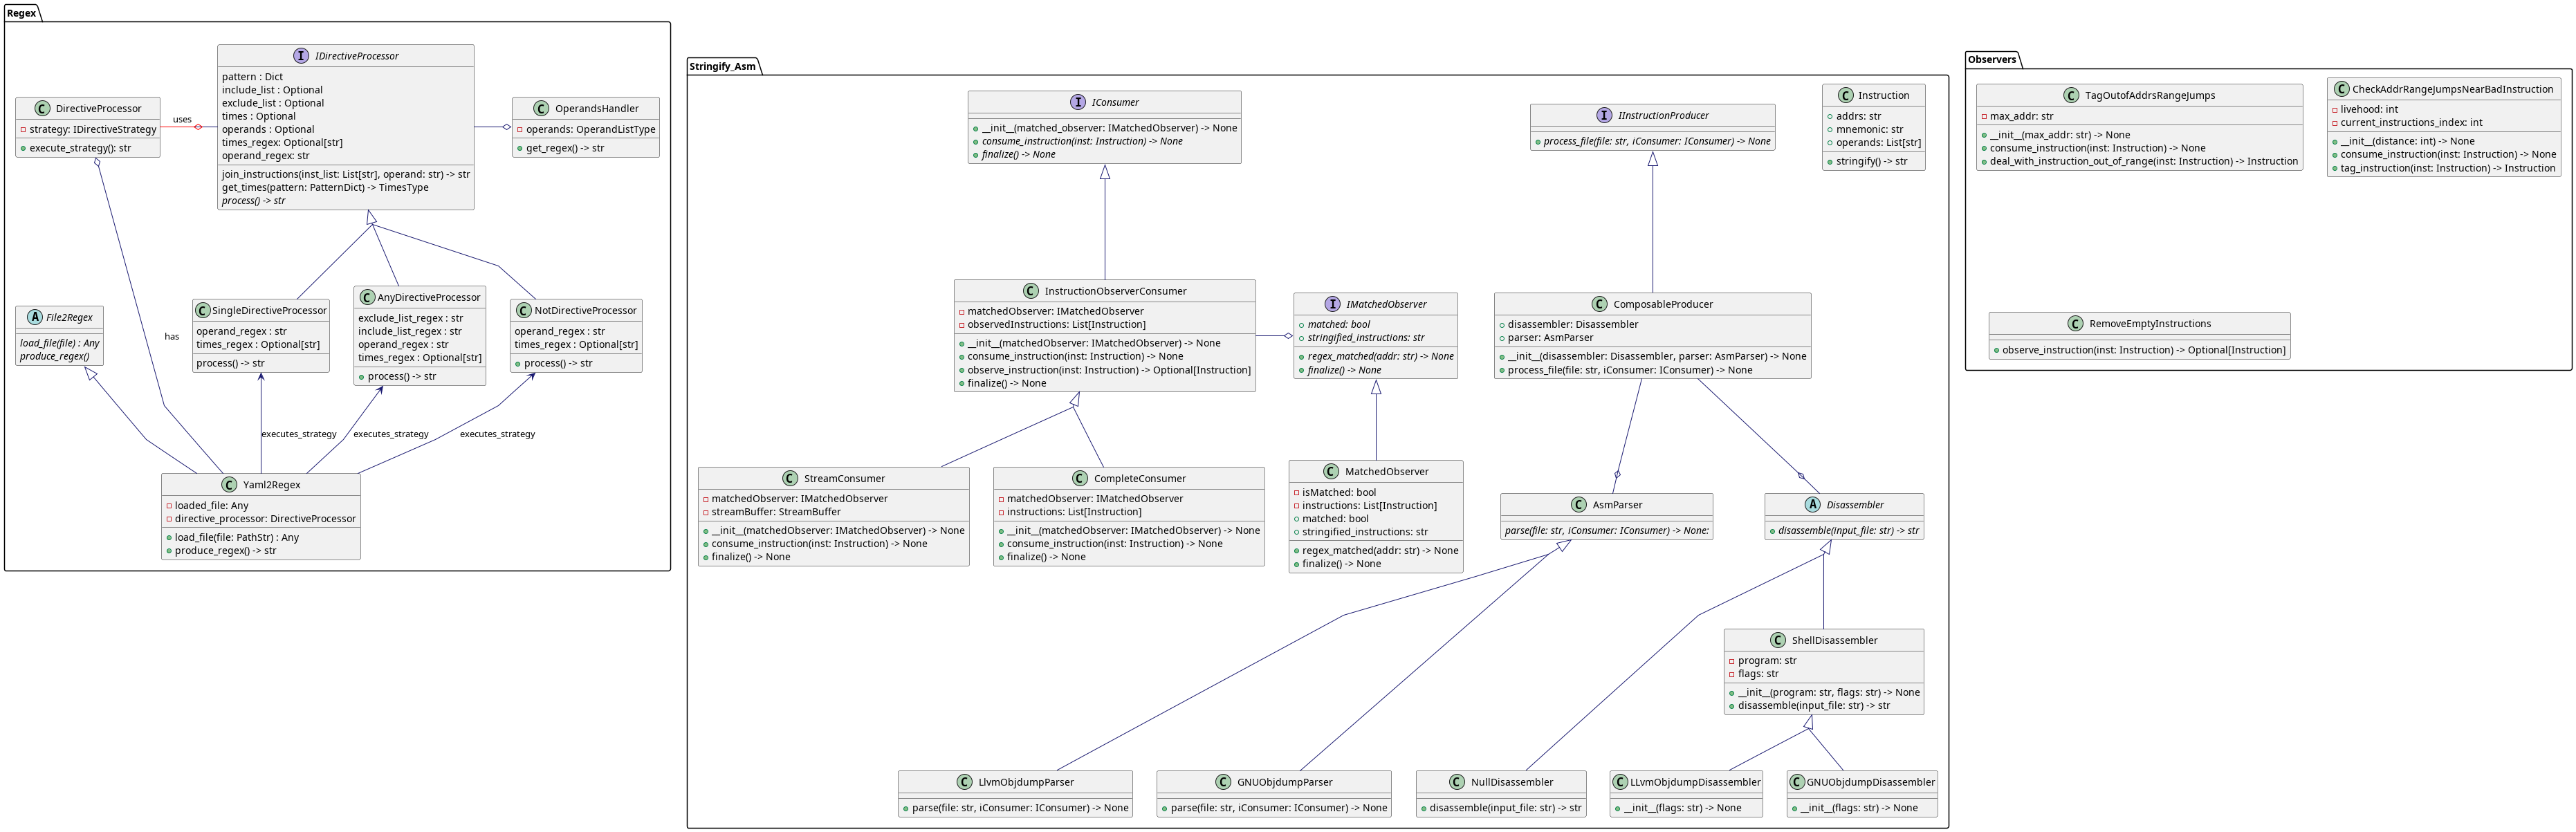 Regex
I IDirectiveProcessor
pattern : Dict
include_list : Optional
exclude_list : Optional
times : Optional
operands : Optional
times_regex: Optional[str]
operand_regex: str
join_instructions(inst_list: List[str], operand: str) -> str
get_times(pattern: PatternDict) -> TimesType
process() -> str
C DirectiveProcessor
strategy: IDirectiveStrategy
execute_strategy(): str
uses
C OperandsHandler
operands: OperandListType
get_regex() -> str
A File2Regex
load_file(file) : Any
produce_regex()
has
C SingleDirectiveProcessor
operand_regex : str
times_regex : Optional[str]
process() -> str
C AnyDirectiveProcessor
exclude_list_regex : str
include_list_regex : str
operand_regex : str
times_regex : Optional[str]
process() -> str
C NotDirectiveProcessor
operand_regex : str
times_regex : Optional[str]
process() -> str
executes_strategy
executes_strategy
executes_strategy
C Yaml2Regex
loaded_file: Any
directive_processor: DirectiveProcessor
load_file(file: PathStr) : Any
produce_regex() -> str
Stringify_Asm
I IConsumer
__init__(matched_observer: IMatchedObserver) -> None
consume_instruction(inst: Instruction) -> None
finalize() -> None
I IInstructionProducer
process_file(file: str, iConsumer: IConsumer) -> None
C Instruction
addrs: str
mnemonic: str
operands: List[str]
stringify() -> str
C InstructionObserverConsumer
matchedObserver: IMatchedObserver
observedInstructions: List[Instruction]
__init__(matchedObserver: IMatchedObserver) -> None
consume_instruction(inst: Instruction) -> None
observe_instruction(inst: Instruction) -> Optional[Instruction]
finalize() -> None
I IMatchedObserver
matched: bool
stringified_instructions: str
regex_matched(addr: str) -> None
finalize() -> None
C ComposableProducer
disassembler: Disassembler
parser: AsmParser
__init__(disassembler: Disassembler, parser: AsmParser) -> None
process_file(file: str, iConsumer: IConsumer) -> None
C StreamConsumer
matchedObserver: IMatchedObserver
streamBuffer: StreamBuffer
__init__(matchedObserver: IMatchedObserver) -> None
consume_instruction(inst: Instruction) -> None
finalize() -> None
C CompleteConsumer
matchedObserver: IMatchedObserver
instructions: List[Instruction]
__init__(matchedObserver: IMatchedObserver) -> None
consume_instruction(inst: Instruction) -> None
finalize() -> None
C MatchedObserver
isMatched: bool
instructions: List[Instruction]
matched: bool
stringified_instructions: str
regex_matched(addr: str) -> None
finalize() -> None
C AsmParser
parse(file: str, iConsumer: IConsumer) -> None:
A Disassembler
disassemble(input_file: str) -> str
C ShellDisassembler
program: str
flags: str
__init__(program: str, flags: str) -> None
disassemble(input_file: str) -> str
C LlvmObjdumpParser
parse(file: str, iConsumer: IConsumer) -> None
C GNUObjdumpParser
parse(file: str, iConsumer: IConsumer) -> None
C NullDisassembler
disassemble(input_file: str) -> str
C LLvmObjdumpDisassembler
__init__(flags: str) -> None
C GNUObjdumpDisassembler
__init__(flags: str) -> None
Observers
C TagOutofAddrsRangeJumps
max_addr: str
__init__(max_addr: str) -> None
consume_instruction(inst: Instruction) -> None
deal_with_instruction_out_of_range(inst: Instruction) -> Instruction
C CheckAddrRangeJumpsNearBadInstruction
livehood: int
current_instructions_index: int
__init__(distance: int) -> None
consume_instruction(inst: Instruction) -> None
tag_instruction(inst: Instruction) -> Instruction
C RemoveEmptyInstructions
observe_instruction(inst: Instruction) -> Optional[Instruction]